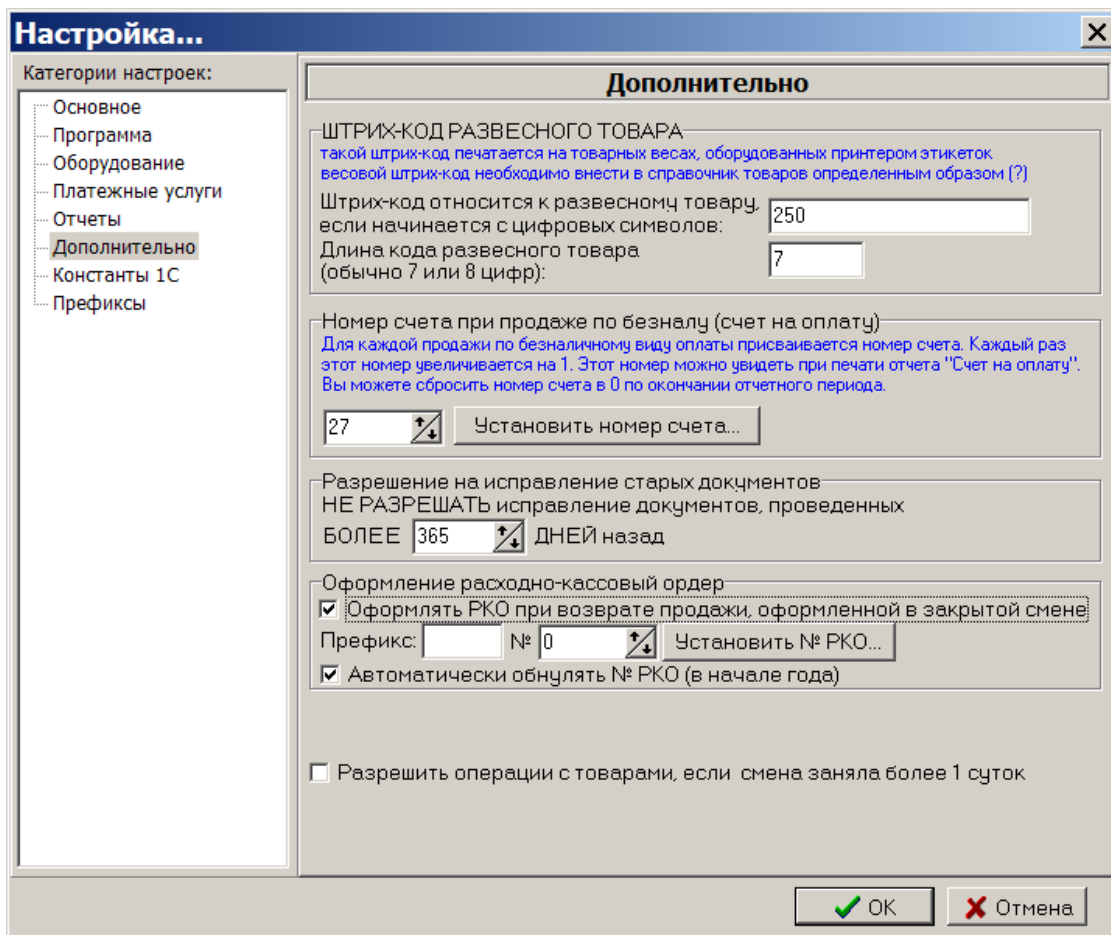 Настройка...
Категории настроек:
Основное
Программа
Оборудование
Платежные услуги
Отчеты
Дополнительно
Константы 1С
Префиксы
Дополнительно
ШТРИХ-КОД РАЗВЕСНОГО ТОВАРА
такой штрих-код печатается на товарных весах, оборудованных принтером этикеток
весовой штрих-код необходимо внести в справочник товаров определенным образом (?)
Штрих-код относится к развесному товару,
если начинается с цифровых символов:
250
Длина кода развесного товара
(обычно 7 или 8 цифр):
7
Номер счета при продаже по безналу (счет на оплату)
Для каждой продажи по безналичному виду оплаты присваивается номер счета. Каждый раз
этот номер увеличивается на 1. Этот номер можно увидеть при печати отчета "Счет на оплату".
Вы можете сбросить номер счета в 0 по окончании отчетного периода.
27 Установить номер счета...
Разрешение на исправление старых документов
НЕ РАЗРЕШАТЬ исправление документов, проведенных
БОЛЕЕ 365 ДНЕЙ назад
Оформление расходно-кассовый ордер
Оформлять РКО при возврате продажи, оформленной в закрытой смене
Префикс: № 0 Установить № РКО...
Автоматически обнулять № РКО (в начале года)
Разрешить операции с товарами, если смена заняла более 1 суток
OK Отмена